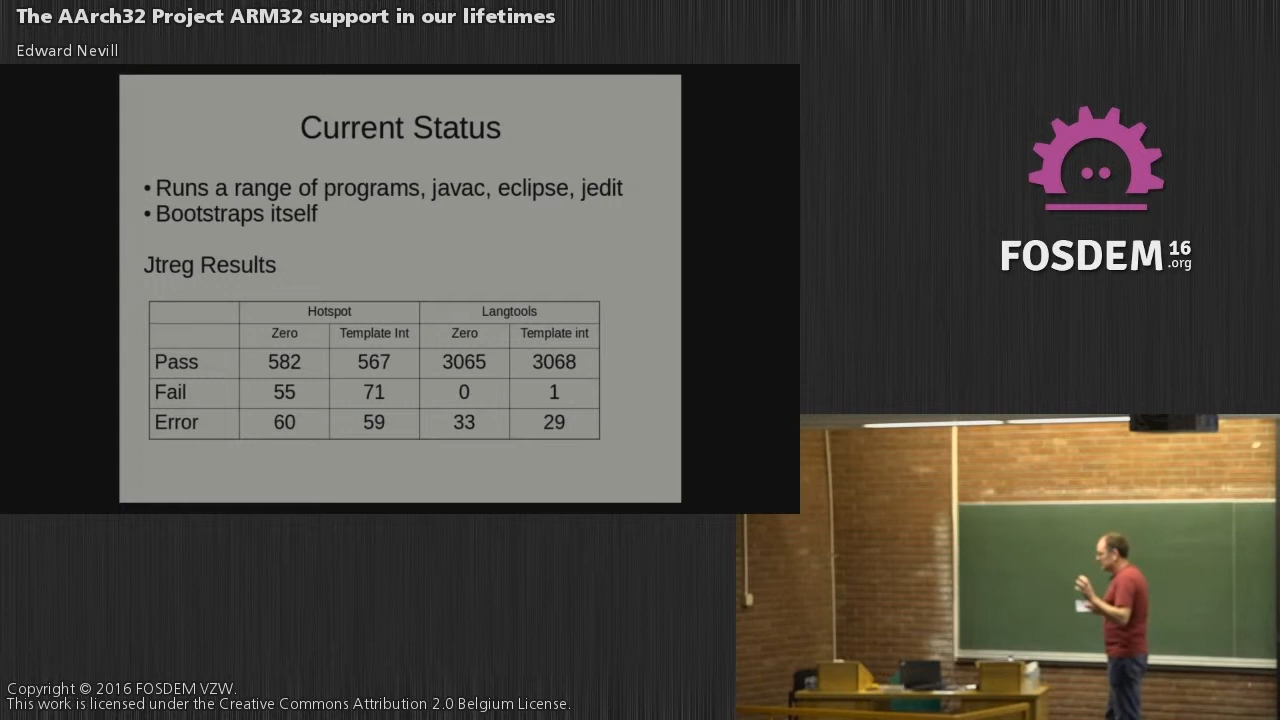 The AArch32 Project ARM32 support in our lifetimes
Edward Nevill
Current Status
• Runs a range of programs, javac, eclipse, jedit
• Bootstraps itself
Jtreg Results
Hotspot Langtools
Zero Template Int Zero Template int
Pass 582 567 3065 3068
Fail 55 71 0 1
Error 60 59 33 29
FOSDEM 16
.org
Copyright © 2016 FOSDEM VZW.
This work is licensed under the Creative Commons Attribution 2.0 Belgium License.